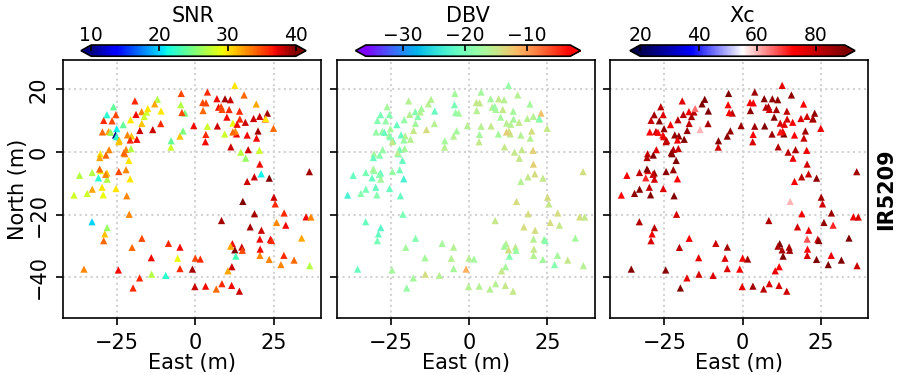 SNR DBV Xc
10 20 30 40 −30 −20 −10 20 40 60 80
20
0
−20
−40
North (m)
−25 0 25 −25 0 25 −25 0 25
East (m) East (m) East (m)
IR5209